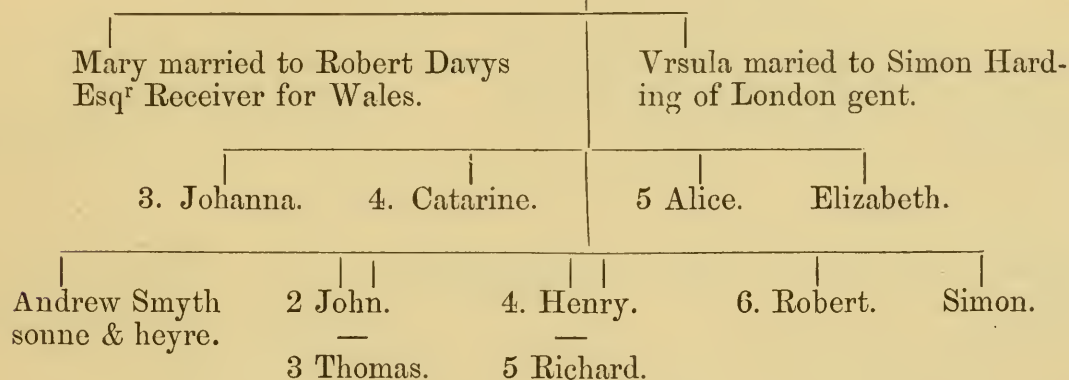 Mary married to Robert Davys
Esqʳ Receiver for Wales.
Vrsula maried to Simon Hard-
ing of London gent.
3. Johanna. 4. Catarine. 5 Alice. Elizabeth.
Andrew Smyth
sonne & heyre.
2 John. 4. Henry. 6. Robert. Simon.
3 Thomas. 5 Richard.